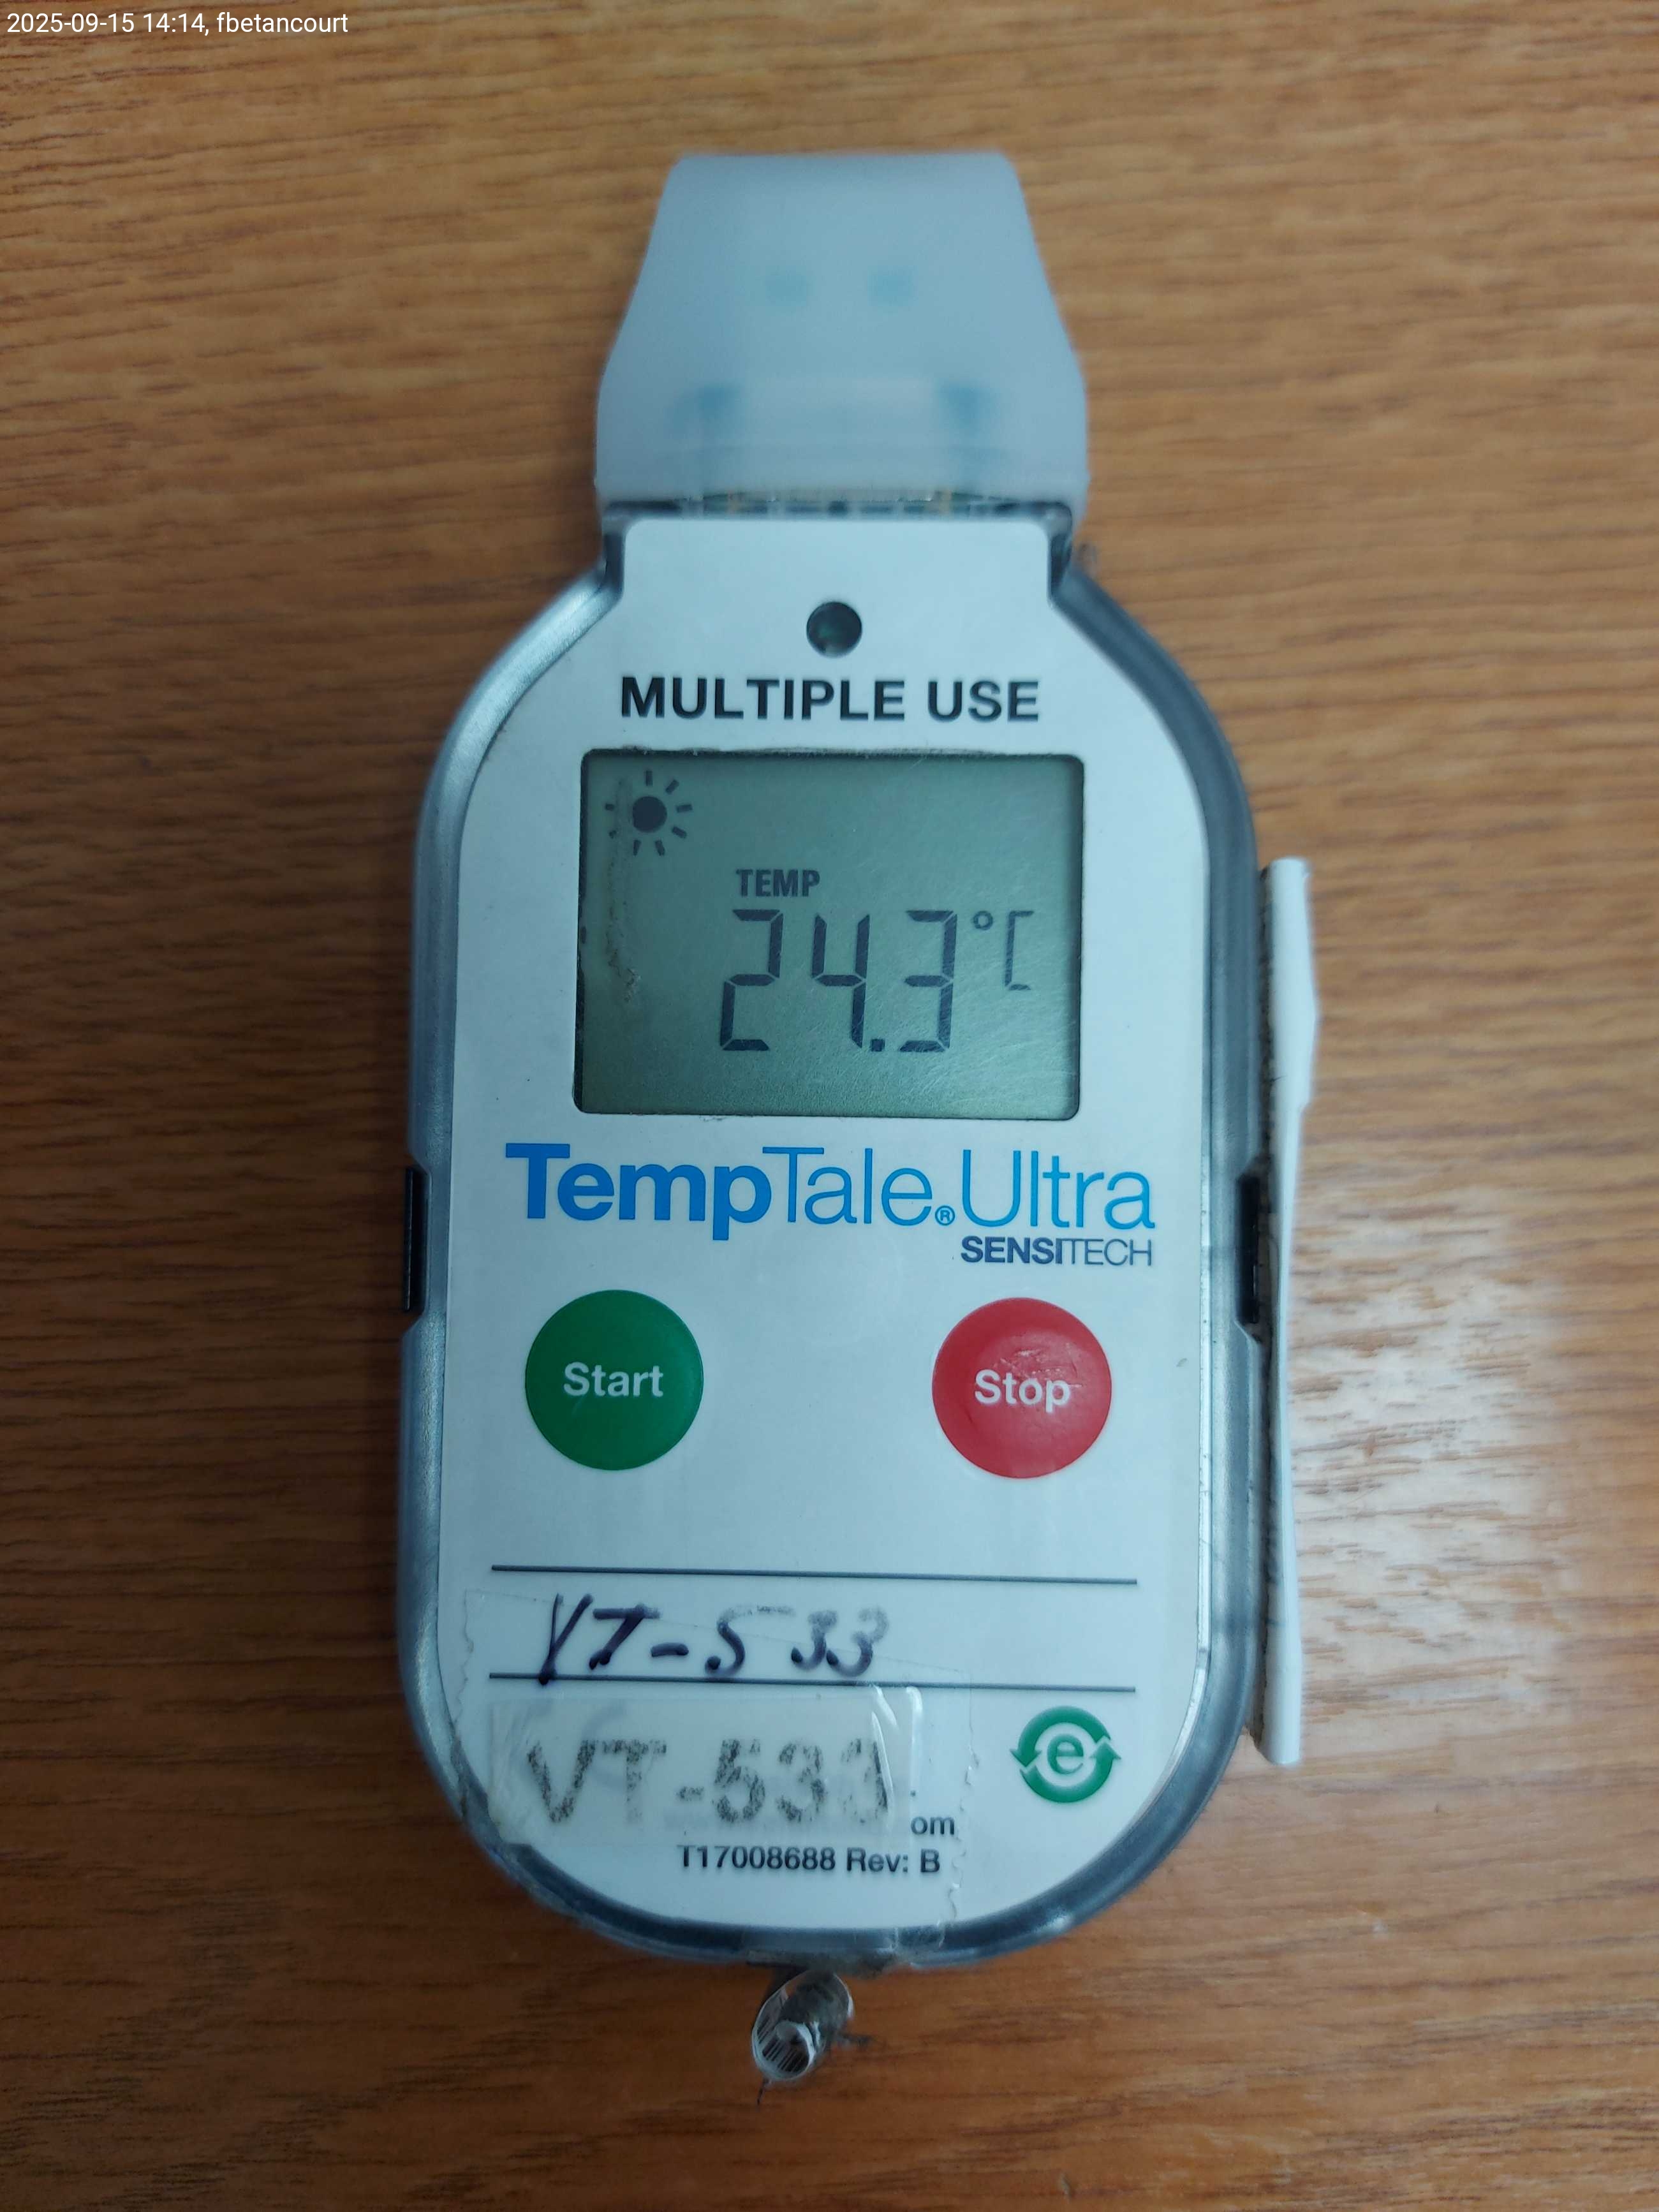 2025-09-15 14:14, fbetancourt
MULTIPLE USE
TEMP
24.3°C
TempTale®Ultra
SENSITECH
Start
Stop
VT-533
VT-533
e
om
T17008688 Rev: B